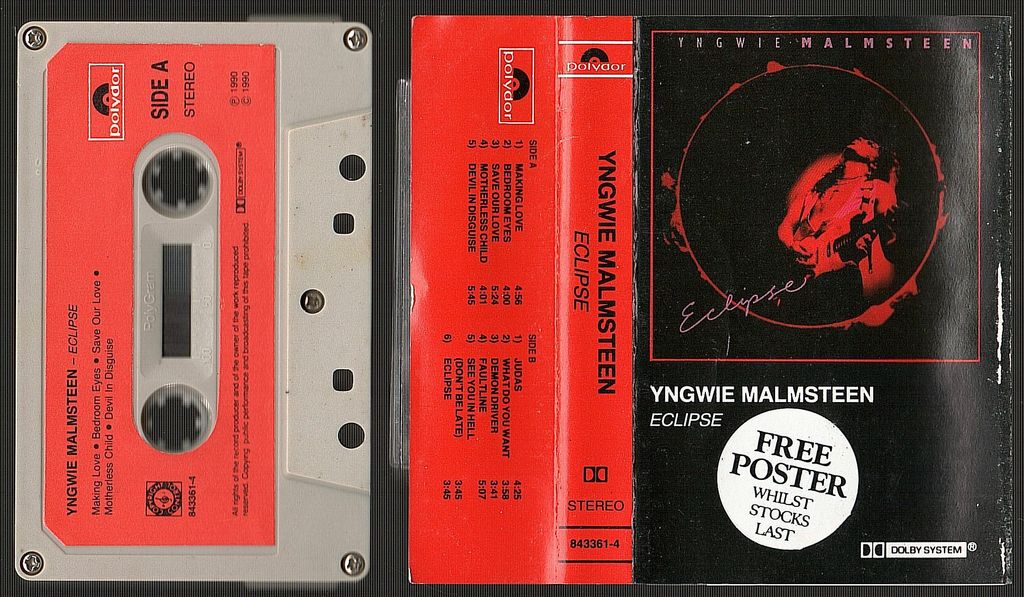 polydor
SIDE A
STEREO
℗ 1990
© 1990
DOLBY SYSTEM®
PolyGram
YNGWIE MALMSTEEN – ECLIPSE
Making Love • Bedroom Eyes • Save Our Love •
Motherless Child • Devil In Disguise
843361-4
All rights of the record producer and of the owner of the work reproduced
reserved. Copying public performance and broadcasting of this tape prohibited
polydor
SIDE A
1) MAKING LOVE 4:56
2) BEDROOM EYES 4:00
3) SAVE OUR LOVE 5:24
4) MOTHERLESS CHILD 4:01
5) DEVIL IN DISGUISE 5:45
SIDE B
1) JUDAS 4:25
2) WHAT DO YOU WANT 3:58
3) DEMON DRIVER 3:41
4) FAULTLINE 5:07
5) SEE YOU IN HELL
(DON'T BE LATE) 3:45
6) ECLIPSE 3:45
polydor
YNGWIE MALMSTEEN
ECLIPSE
STEREO
843361-4
YNGWIE MALMSTEEN
Eclipse
YNGWIE MALMSTEEN
ECLIPSE
FREE
POSTER
WHILST
STOCKS
LAST
DOLBY SYSTEM®